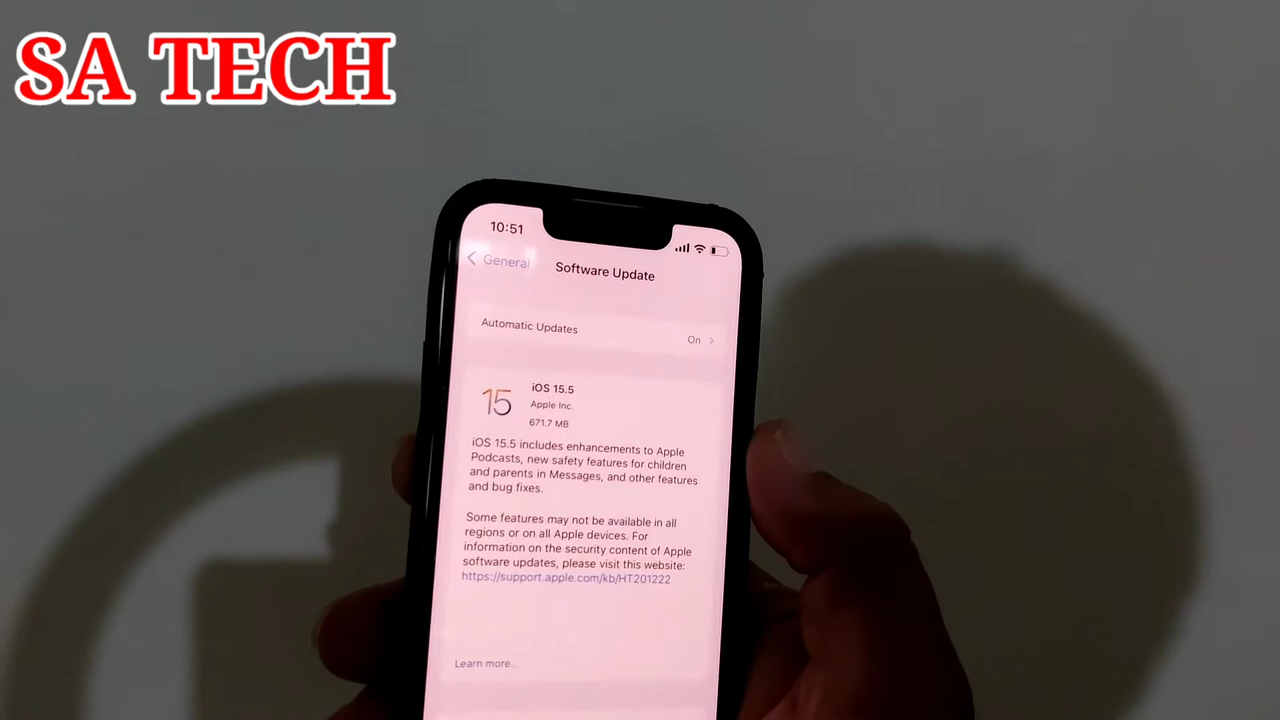 SA TECH
10:51
General
Software Update
Automatic Updates
On
15
iOS 15.5
Apple Inc.
671.7 MB
iOS 15.5 includes enhancements to Apple
Podcasts, new safety features for children
and parents in Messages, and other features
and bug fixes.
Some features may not be available in all
regions or on all Apple devices. For
information on the security content of Apple
software updates, please visit this website:
https://support.apple.com/kb/HT201222
Learn more...